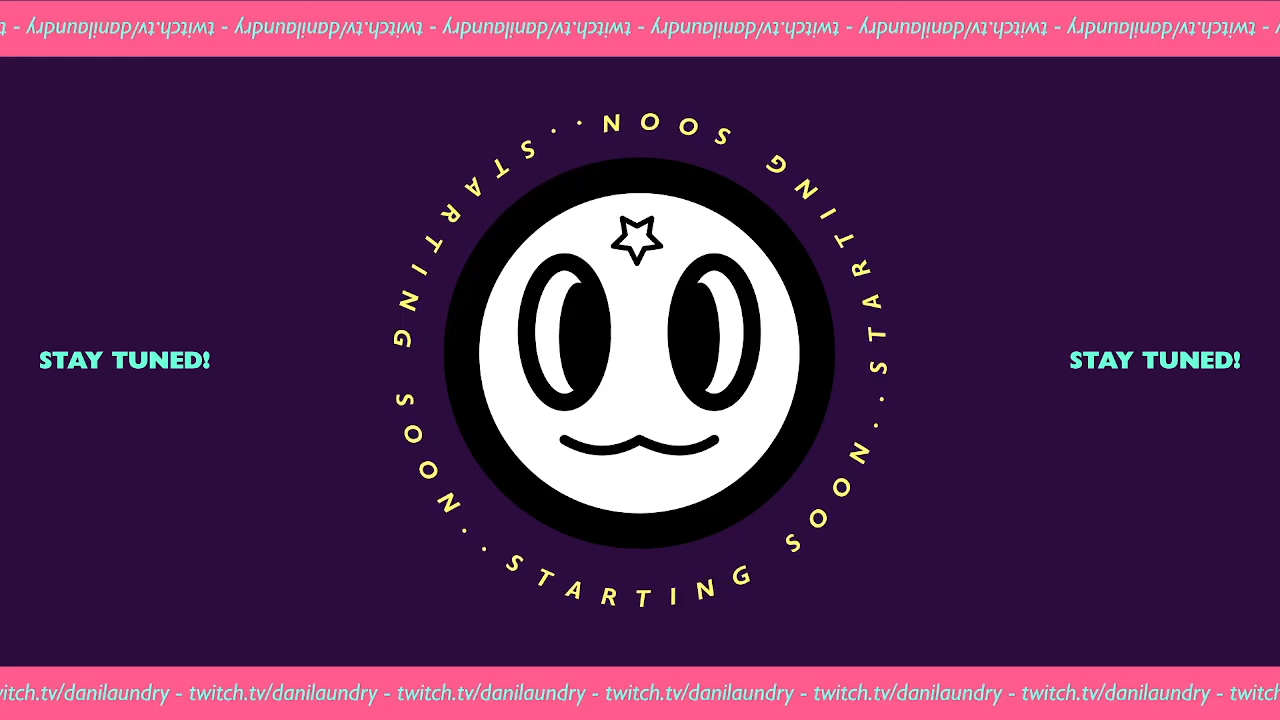 - twitch.tv/danilaundry - twitch.tv/danilaundry - twitch.tv/danilaundry - twitch.tv/danilaundry - twitch.tv/danilaundry - twitch.tv/danilaundry -
STARTING SOON..STARTING SOON..STARTING SOON..
STAY TUNED!
STAY TUNED!
twitch.tv/danilaundry - twitch.tv/danilaundry - twitch.tv/danilaundry - twitch.tv/danilaundry - twitch.tv/danilaundry - twitch.tv/danilaundry - twitch